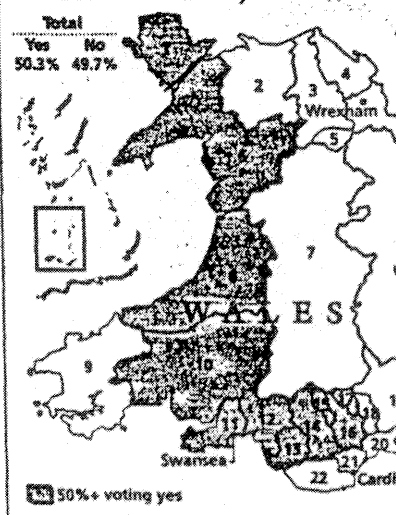 Total
Yes No
50.3% 49.7%
2
3
4
Wrexham
5
7
WALES
9
10
11
12
13
14
16
18
20
21
22
Swansea
Cardi
50%+ voting yes